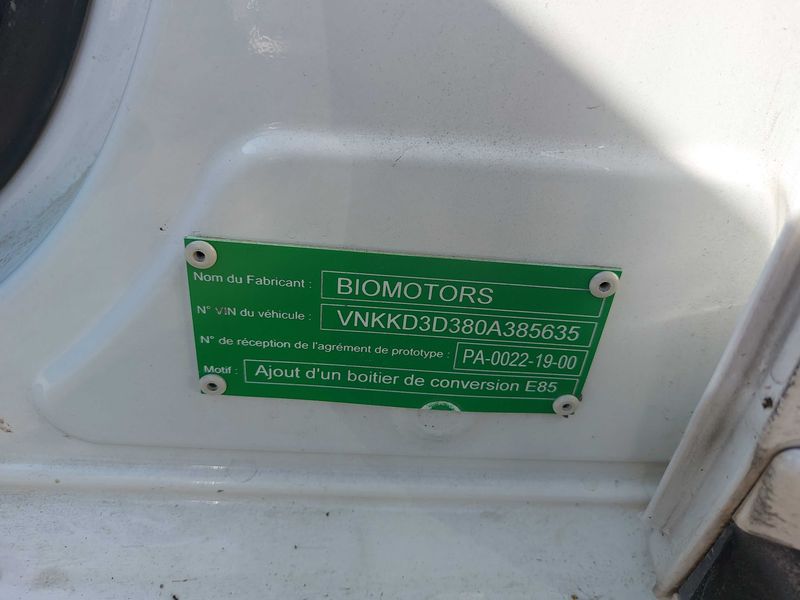 Nom du Fabricant : BIOMOTORS
N° VIN du véhicule : VNKKD3D380A385635
N° de réception de l'agrément de prototype : PA-0022-19-00
Motif : Ajout d'un boitier de conversion E85